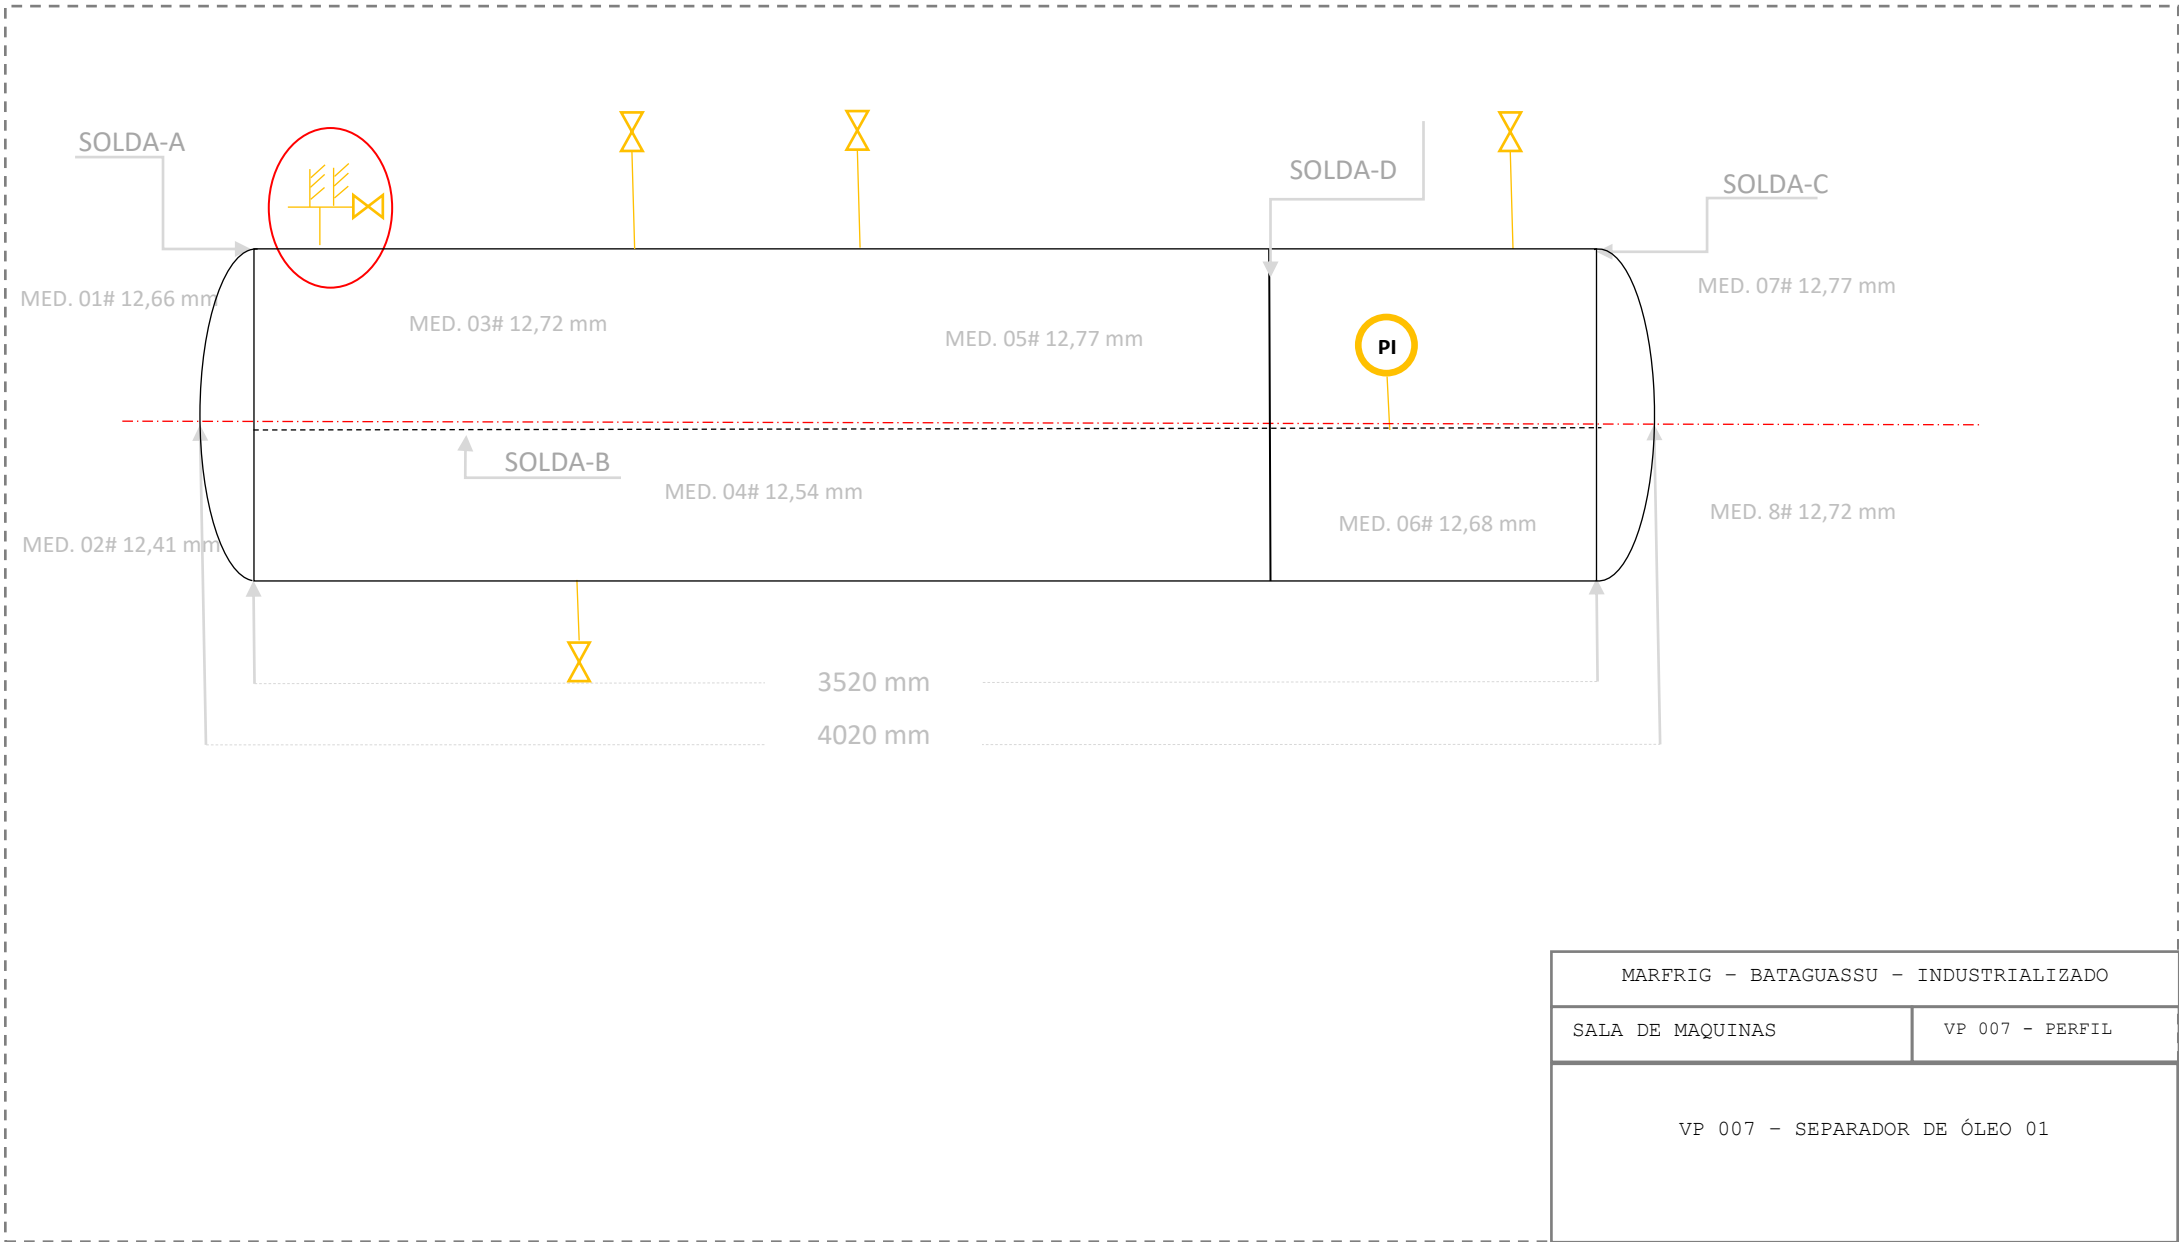 SOLDA-A
SOLDA-D
SOLDA-C
MED. 01# 12,66 mm
MED. 03# 12,72 mm
MED. 05# 12,77 mm
PI
MED. 07# 12,77 mm
SOLDA-B
MED. 04# 12,54 mm
MED. 06# 12,68 mm
MED. 8# 12,72 mm
MED. 02# 12,41 mm
3520 mm
4020 mm
MARFRIG – BATAGUASSU – INDUSTRIALIZADO
SALA DE MAQUINAS
VP 007 - PERFIL
VP 007 – SEPARADOR DE ÓLEO 01